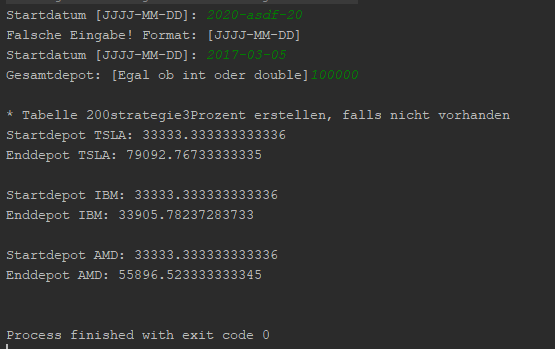 Startdatum [JJJJ-MM-DD]: 2020-asdf-20
Falsche Eingabe! Format: [JJJJ-MM-DD]
Startdatum [JJJJ-MM-DD]: 2017-03-05
Gesamtdepot: [Egal ob int oder double]100000
* Tabelle 200strategie3Prozent erstellen, falls nicht vorhanden
Startdepot TSLA: 33333.333333333336
Enddepot TSLA: 79092.76733333335
Startdepot IBM: 33333.333333333336
Enddepot IBM: 33905.78237283733
Startdepot AMD: 33333.333333333336
Enddepot AMD: 55896.523333333345
Process finished with exit code 0